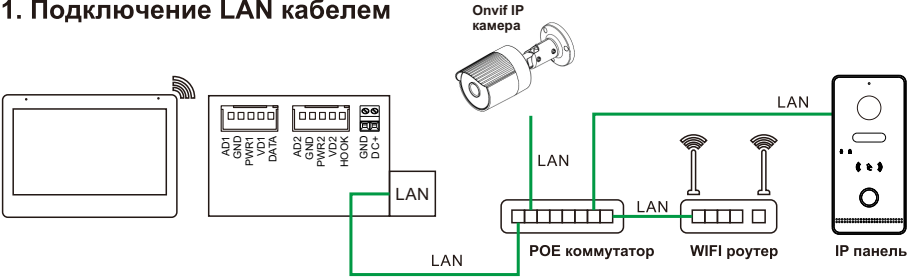 1. Подключение LAN кабелем
Onvif IP
камера
LAN
AD1
GND
PWR1
VD1
DATA
AD2
GND
PWR2
VD2
HOOK
GND
DC+
LAN
LAN
LAN
LAN
POE коммутатор
WIFI роутер
IP панель